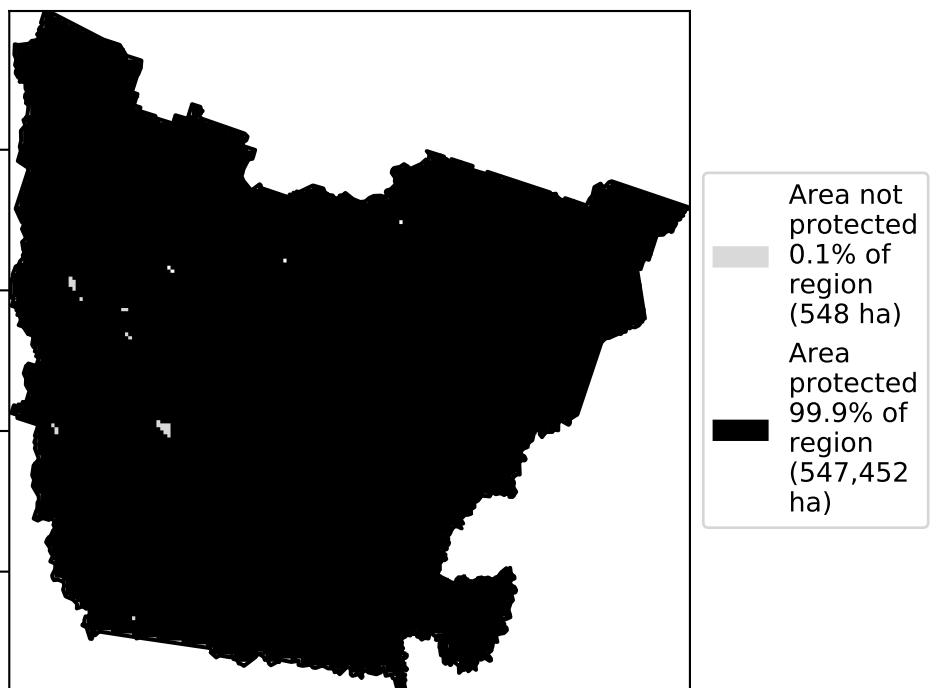 Area not
protected
0.1% of
region
(548 ha)
Area
protected
99.9% of
region
(547,452
ha)